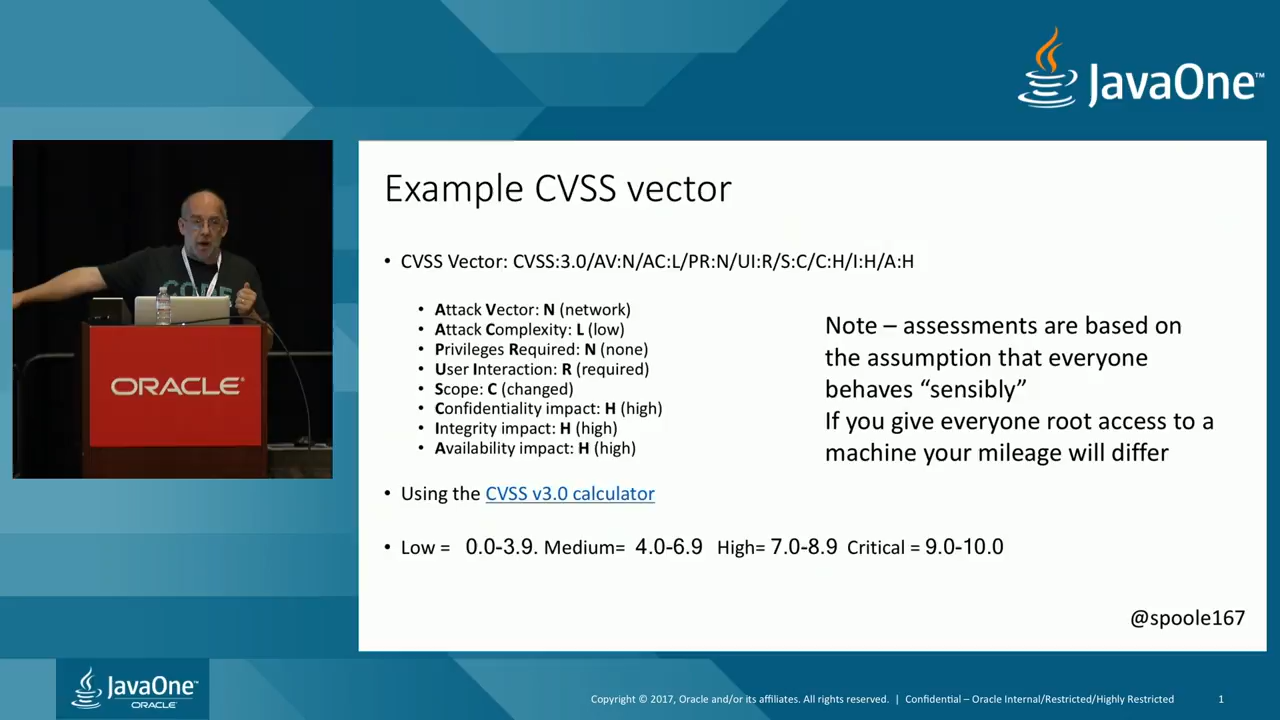 JavaOne™
Example CVSS vector
• CVSS Vector: CVSS:3.0/AV:N/AC:L/PR:N/UI:R/S:C/C:H/I:H/A:H
• Attack Vector: N (network)
• Attack Complexity: L (low)
• Privileges Required: N (none)
• User Interaction: R (required)
• Scope: C (changed)
• Confidentiality impact: H (high)
• Integrity impact: H (high)
• Availability impact: H (high)
Note – assessments are based on
the assumption that everyone
behaves “sensibly”
If you give everyone root access to a
machine your mileage will differ
• Using the CVSS v3.0 calculator
• Low = 0.0-3.9. Medium= 4.0-6.9 High= 7.0-8.9 Critical = 9.0-10.0
@spoole167
CODE
ORACLE®
JavaOne™
ORACLE®
Copyright © 2017, Oracle and/or its affiliates. All rights reserved. | Confidential – Oracle Internal/Restricted/Highly Restricted 1